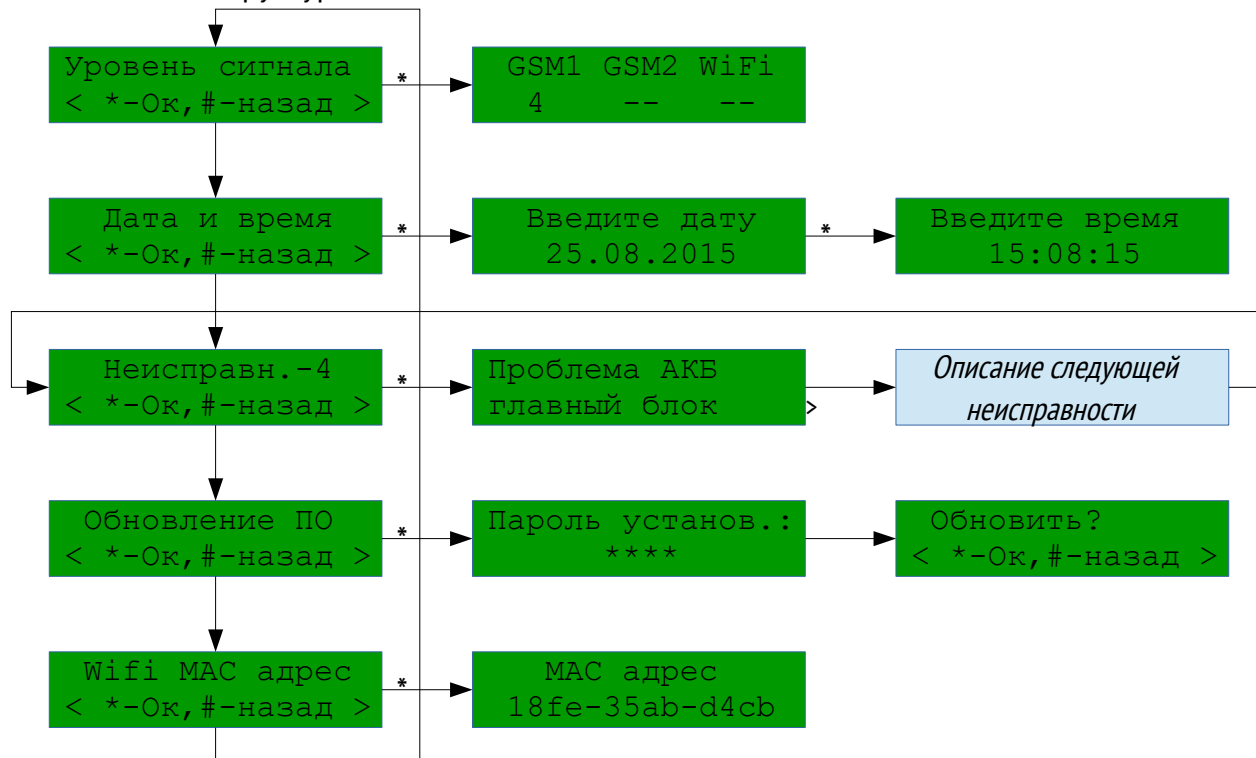 Уровень сигнала
< *-Ок,#-назад >
*
GSM1 GSM2 WiFi
4 -- --
Дата и время
< *-Ок,#-назад >
*
Введите дату
25.08.2015
*
Введите время
15:08:15
Неисправн.-4
< *-Ок,#-назад >
*
Проблема АКБ
главный блок >
Описание следующей
неисправности
Обновление ПО
< *-Ок,#-назад >
*
Пароль установ.:
****
Обновить?
< *-Ок,#-назад >
Wifi MAC адрес
< *-Ок,#-назад >
*
MAC адрес
18fe-35ab-d4cb